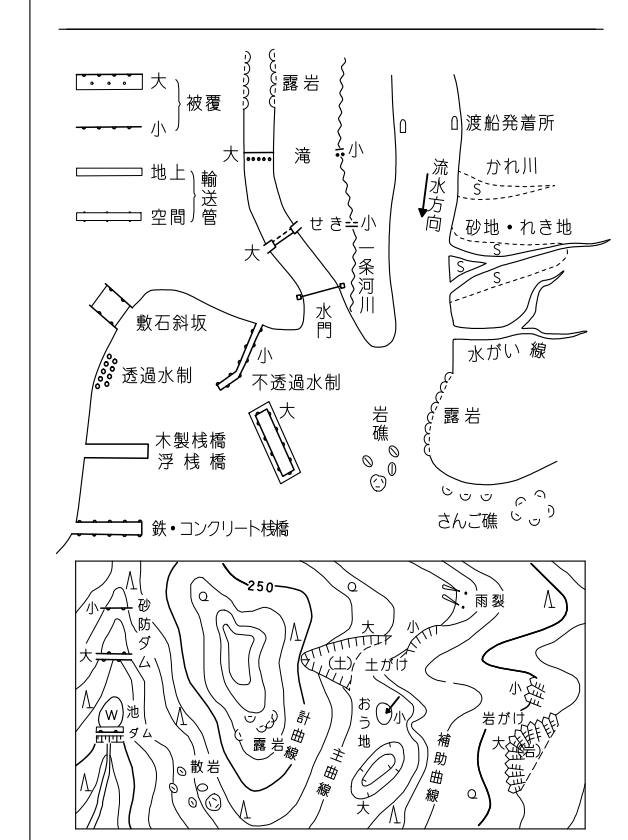 大
被覆
小
地上
輸送管
空間
露岩
大
滝
小
せき
小
大
一条河川
水門
渡船発着所
流水方向
かれ川
S
砂地・れき地
S
S
S
水がい線
露岩
さんご礁
敷石斜坂
透過水制
小
不透過水制
大
岩礁
木製桟橋
浮桟橋
鉄・コンクリート桟橋
250
小
砂防ダム
大
W
池
ダム
散岩
露岩
計曲線
主曲線
大
小
(土)
土がけ
雨裂
おう地
小
大
補助曲線
小
岩がけ
大
(岩)